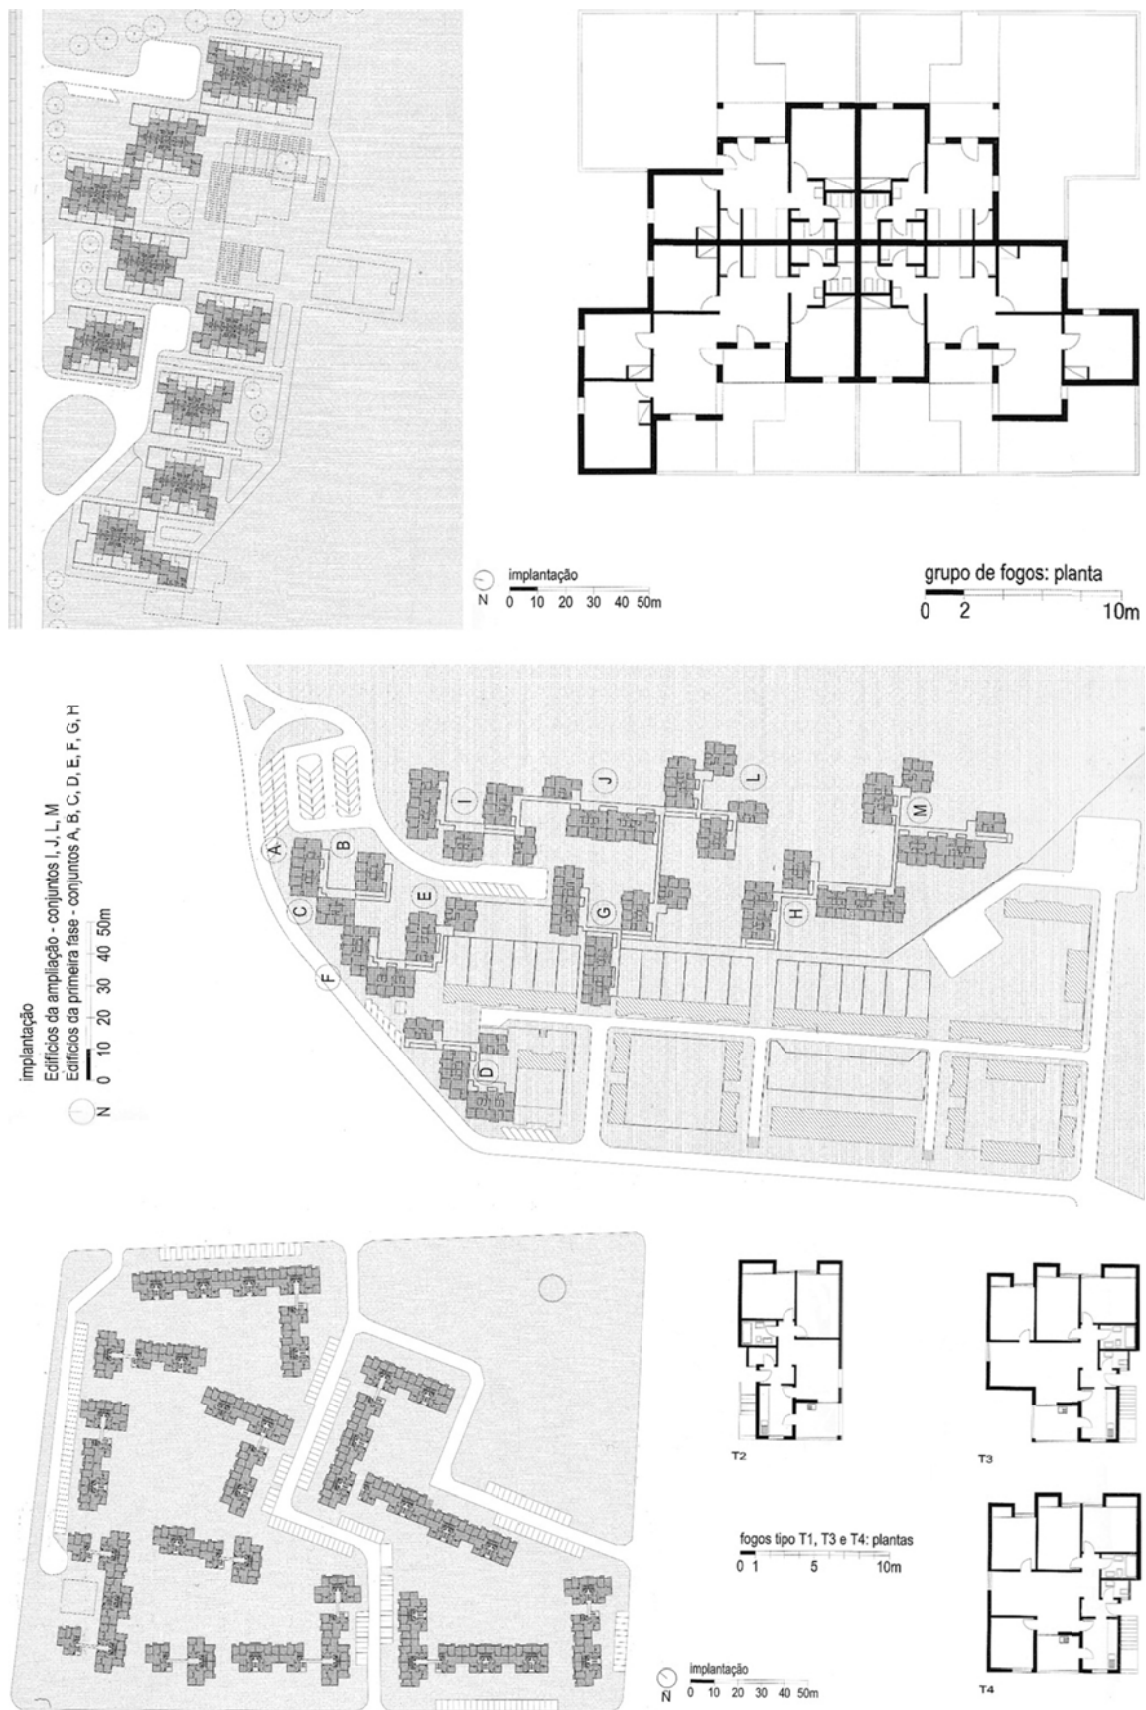 implantação
N
0 10 20 30 40 50m
grupo de fogos: planta
0 2 10m
implantação
Edifícios da ampliação - conjuntos I, J, L, M
Edifícios da primeira fase - conjuntos A, B, C, D, E, F, G, H
0 10 20 30 40 50m
N
A
B
C
E
F
D
I
J
L
M
G
H
T2
T3
fogos tipo T1, T3 e T4: plantas
0 1 5 10m
T4
implantação
N
0 10 20 30 40 50m